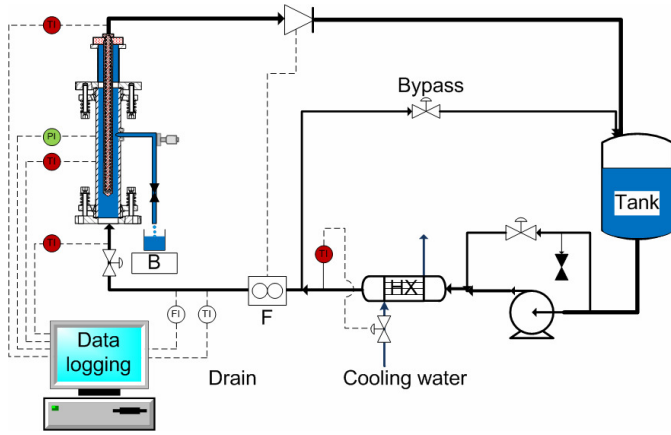 TI
Bypass
PI
TI
Tank
TI
B
TI
HX
F
FI
TI
Data
logging
Drain
Cooling water